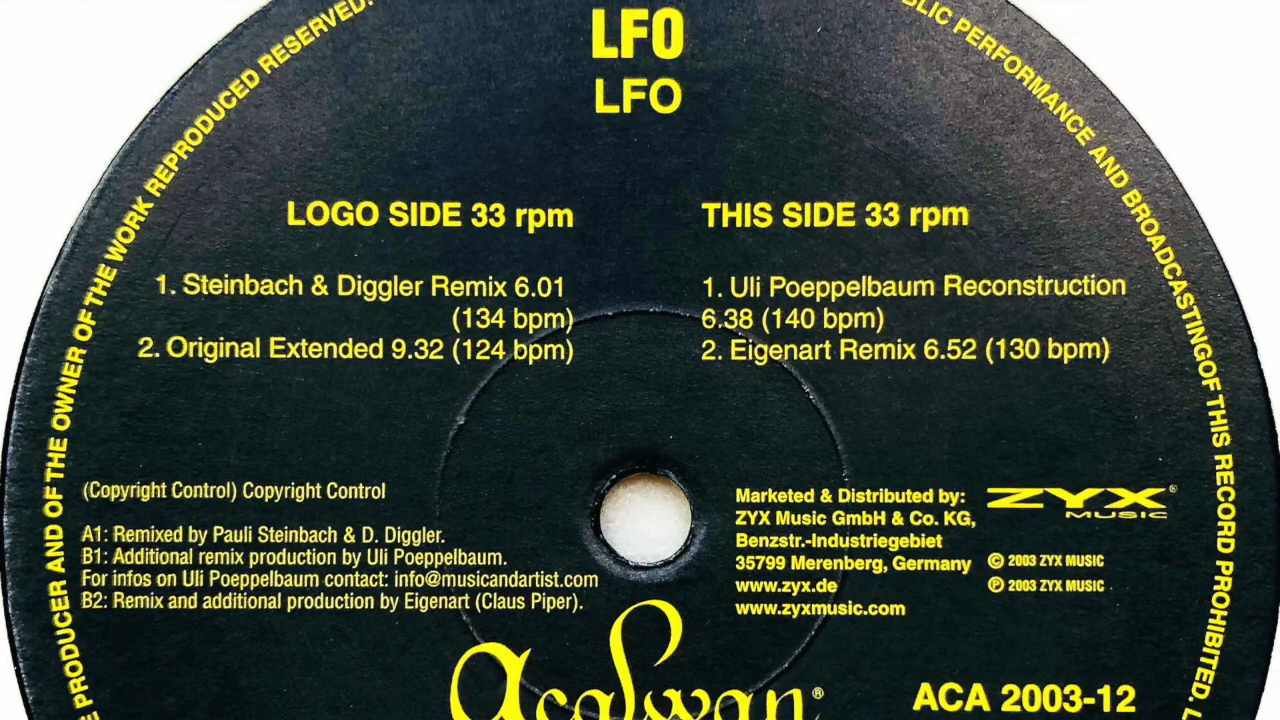 LFO
LFO
LOGO SIDE 33 rpm
1. Steinbach & Diggler Remix 6.01
(134 bpm)
2. Original Extended 9.32 (124 bpm)
THIS SIDE 33 rpm
1. Uli Poeppelbaum Reconstruction
6.38 (140 bpm)
2. Eigenart Remix 6.52 (130 bpm)
(Copyright Control) Copyright Control
A1: Remixed by Pauli Steinbach & D. Diggler.
B1: Additional remix production by Uli Poeppelbaum.
For infos on Uli Poeppelbaum contact: info@musicandartist.com
B2: Remix and additional production by Eigenart (Claus Piper).
Marketed & Distributed by:
ZYX Music GmbH & Co. KG,
Benzstr.-Industriegebiet
35799 Merenberg, Germany
www.zyx.de
www.zyxmusic.com
ZYX®
MUSIC
© 2003 ZYX MUSIC
℗ 2003 ZYX MUSIC
Acalwan®
ACA 2003-12
PRODUCER AND OF THE OWNER OF THE WORK REPRODUCED RESERVED.
PERFORMANCE AND BROADCASTINGOF THIS RECORD PROHIBITED.